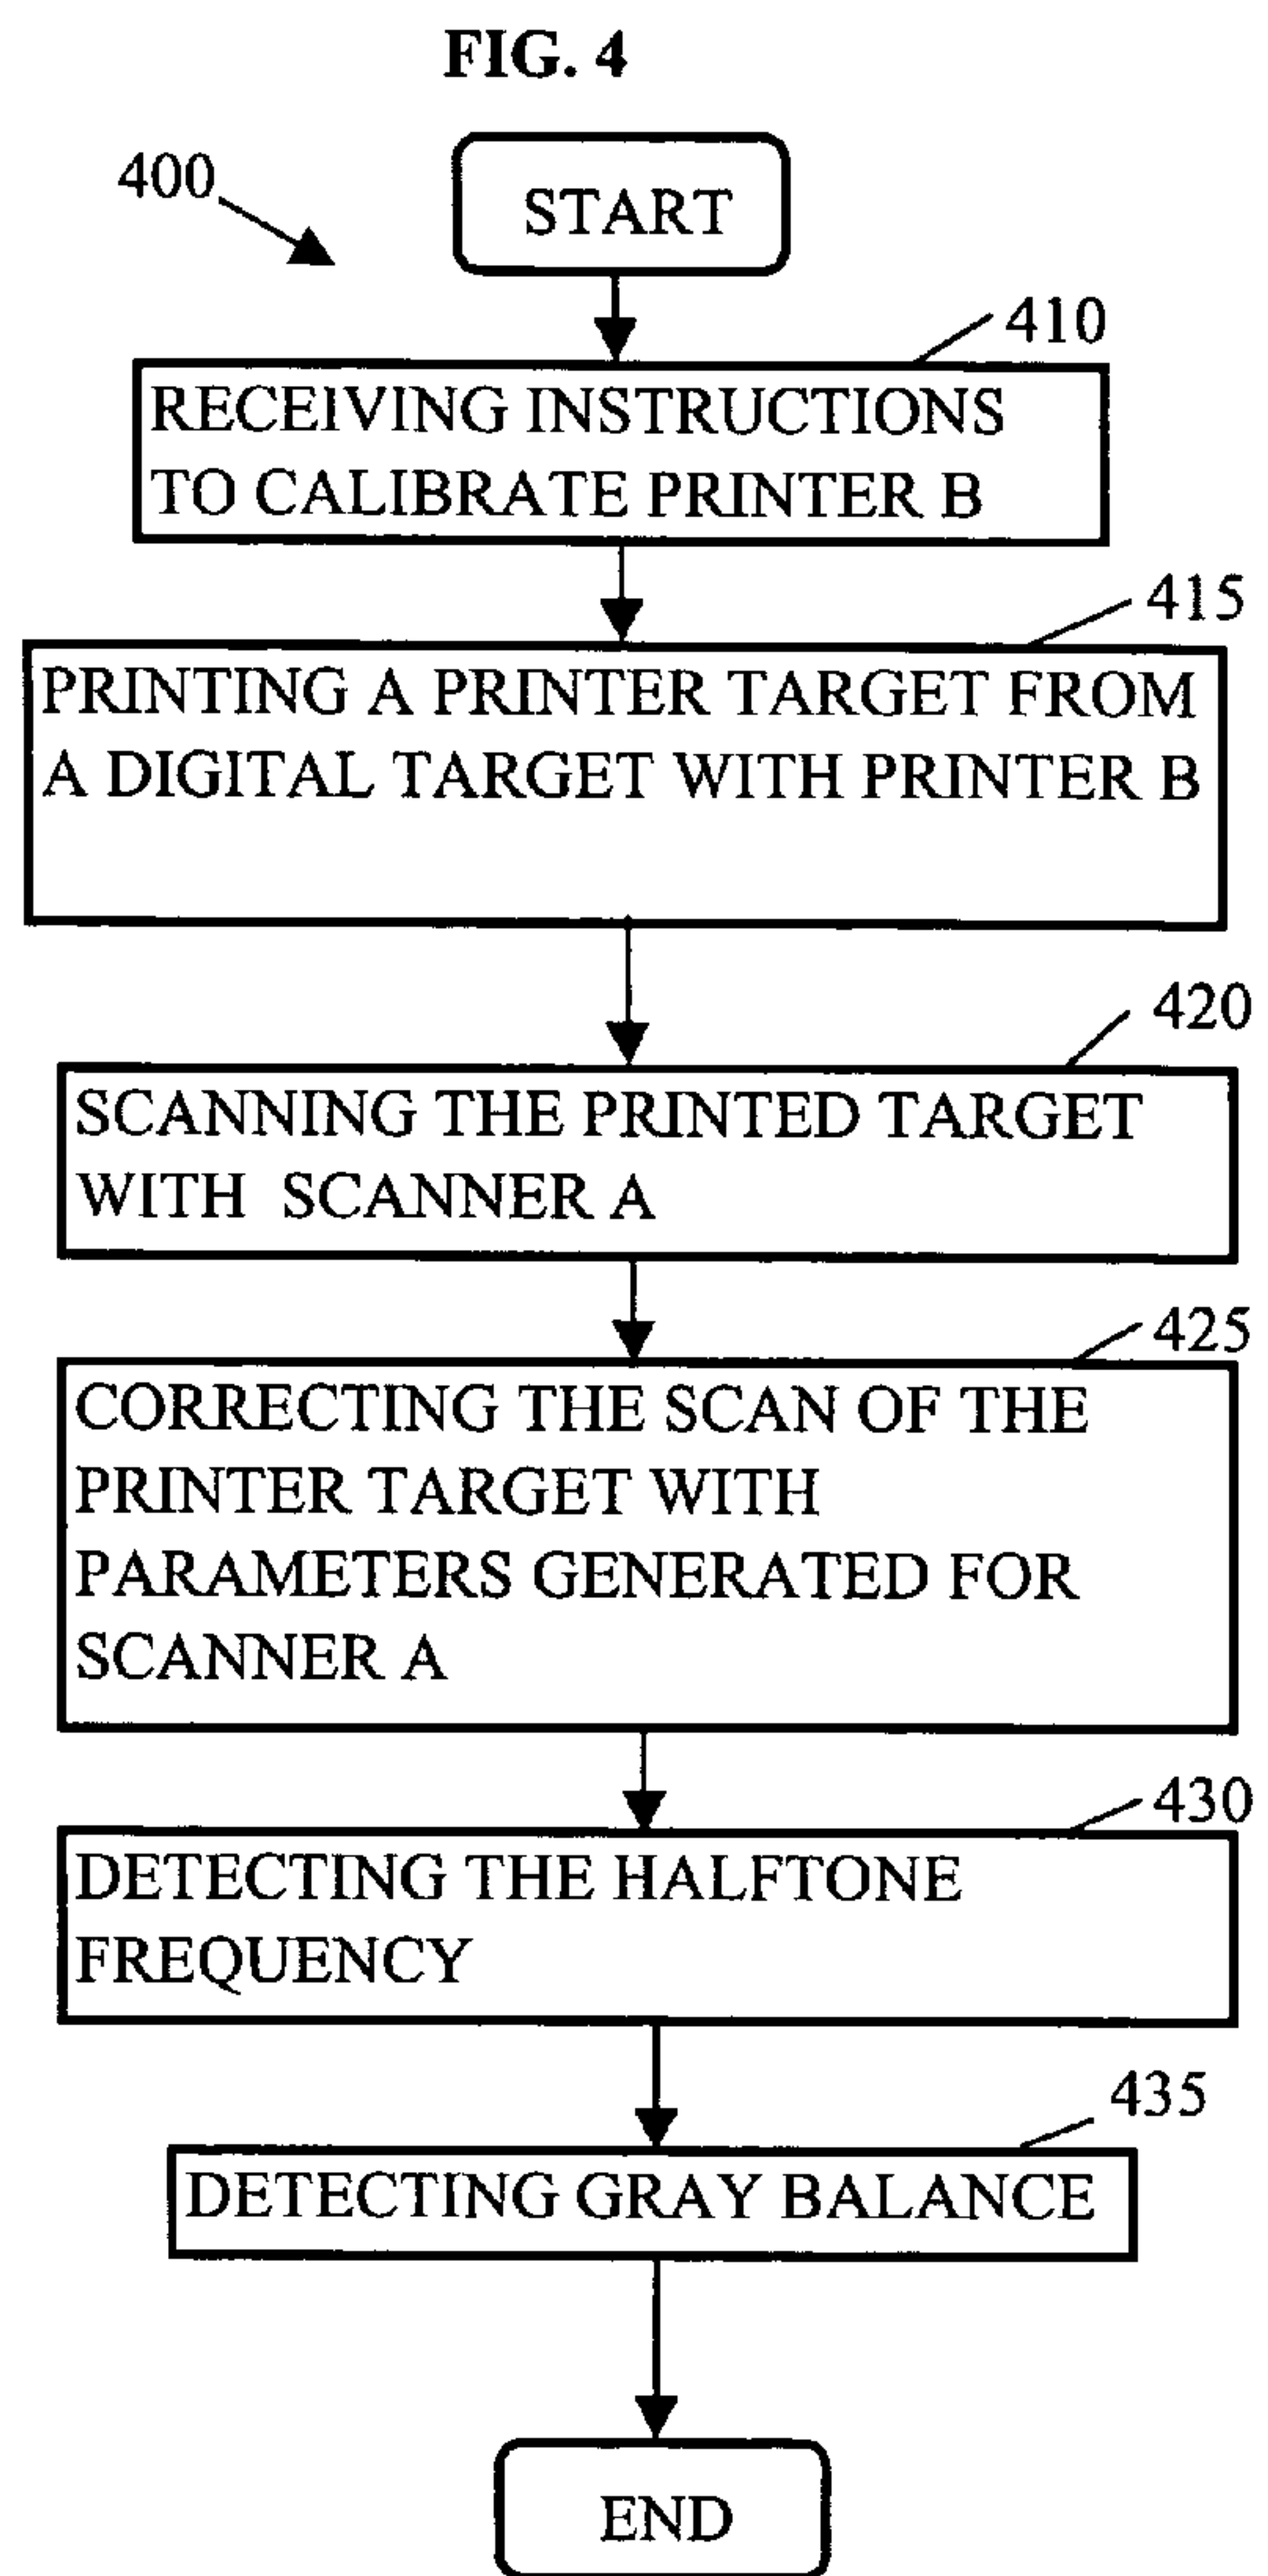 FIG. 4
400
START
410
RECEIVING INSTRUCTIONS
TO CALIBRATE PRINTER B
415
PRINTING A PRINTER TARGET FROM
A DIGITAL TARGET WITH PRINTER B
420
SCANNING THE PRINTED TARGET
WITH SCANNER A
425
CORRECTING THE SCAN OF THE
PRINTER TARGET WITH
PARAMETERS GENERATED FOR
SCANNER A
430
DETECTING THE HALFTONE
FREQUENCY
435
DETECTING GRAY BALANCE
END